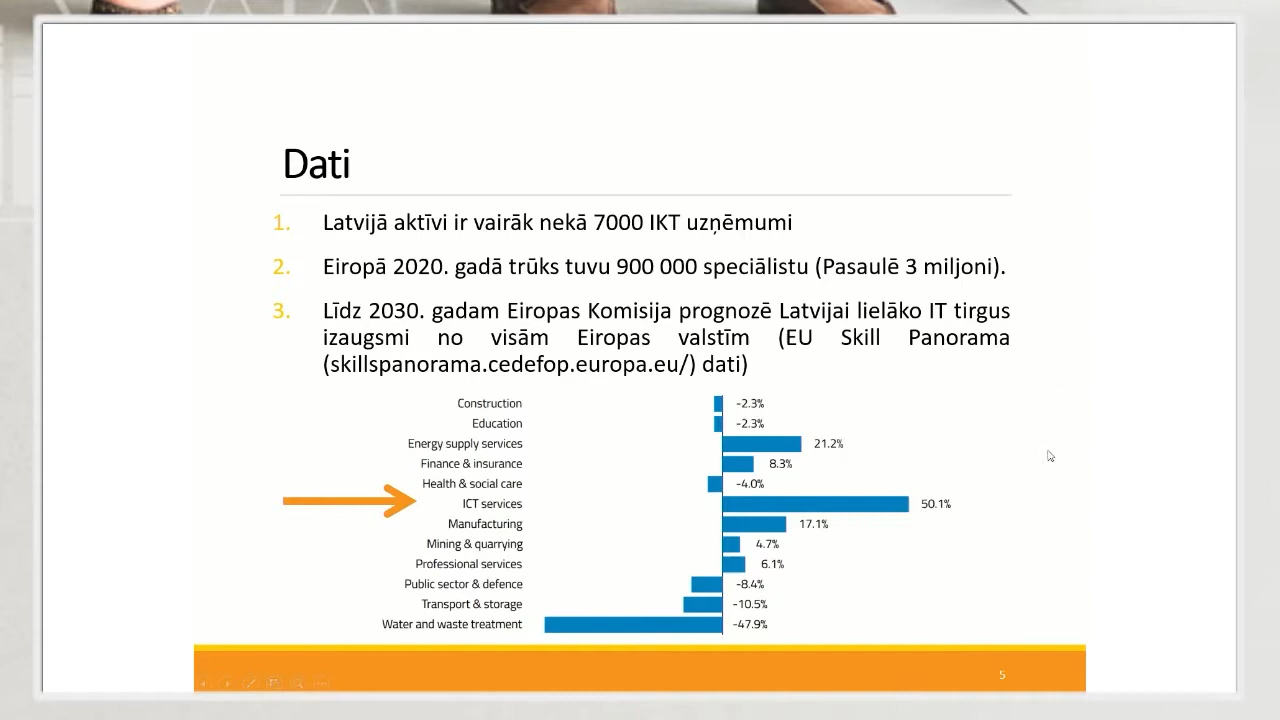 Dati
1. Latvijā aktīvi ir vairāk nekā 7000 IKT uzņēmumi
2. Eiropā 2020. gadā trūks tuvu 900 000 speciālistu (Pasaulē 3 miljoni).
3. Līdz 2030. gadam Eiropas Komisija prognozē Latvijai lielāko IT tirgus
izaugsmi no visām Eiropas valstīm (EU Skill Panorama
(skillspanorama.cedefop.europa.eu/) dati)
Construction -2.3%
Education -2.3%
Energy supply services 21.2%
Finance & insurance 8.3%
Health & social care -4.0%
ICT services 50.1%
Manufacturing 17.1%
Mining & quarrying 4.7%
Professional services 6.1%
Public sector & defence -8.4%
Transport & storage -10.5%
Water and waste treatment -47.9%
5